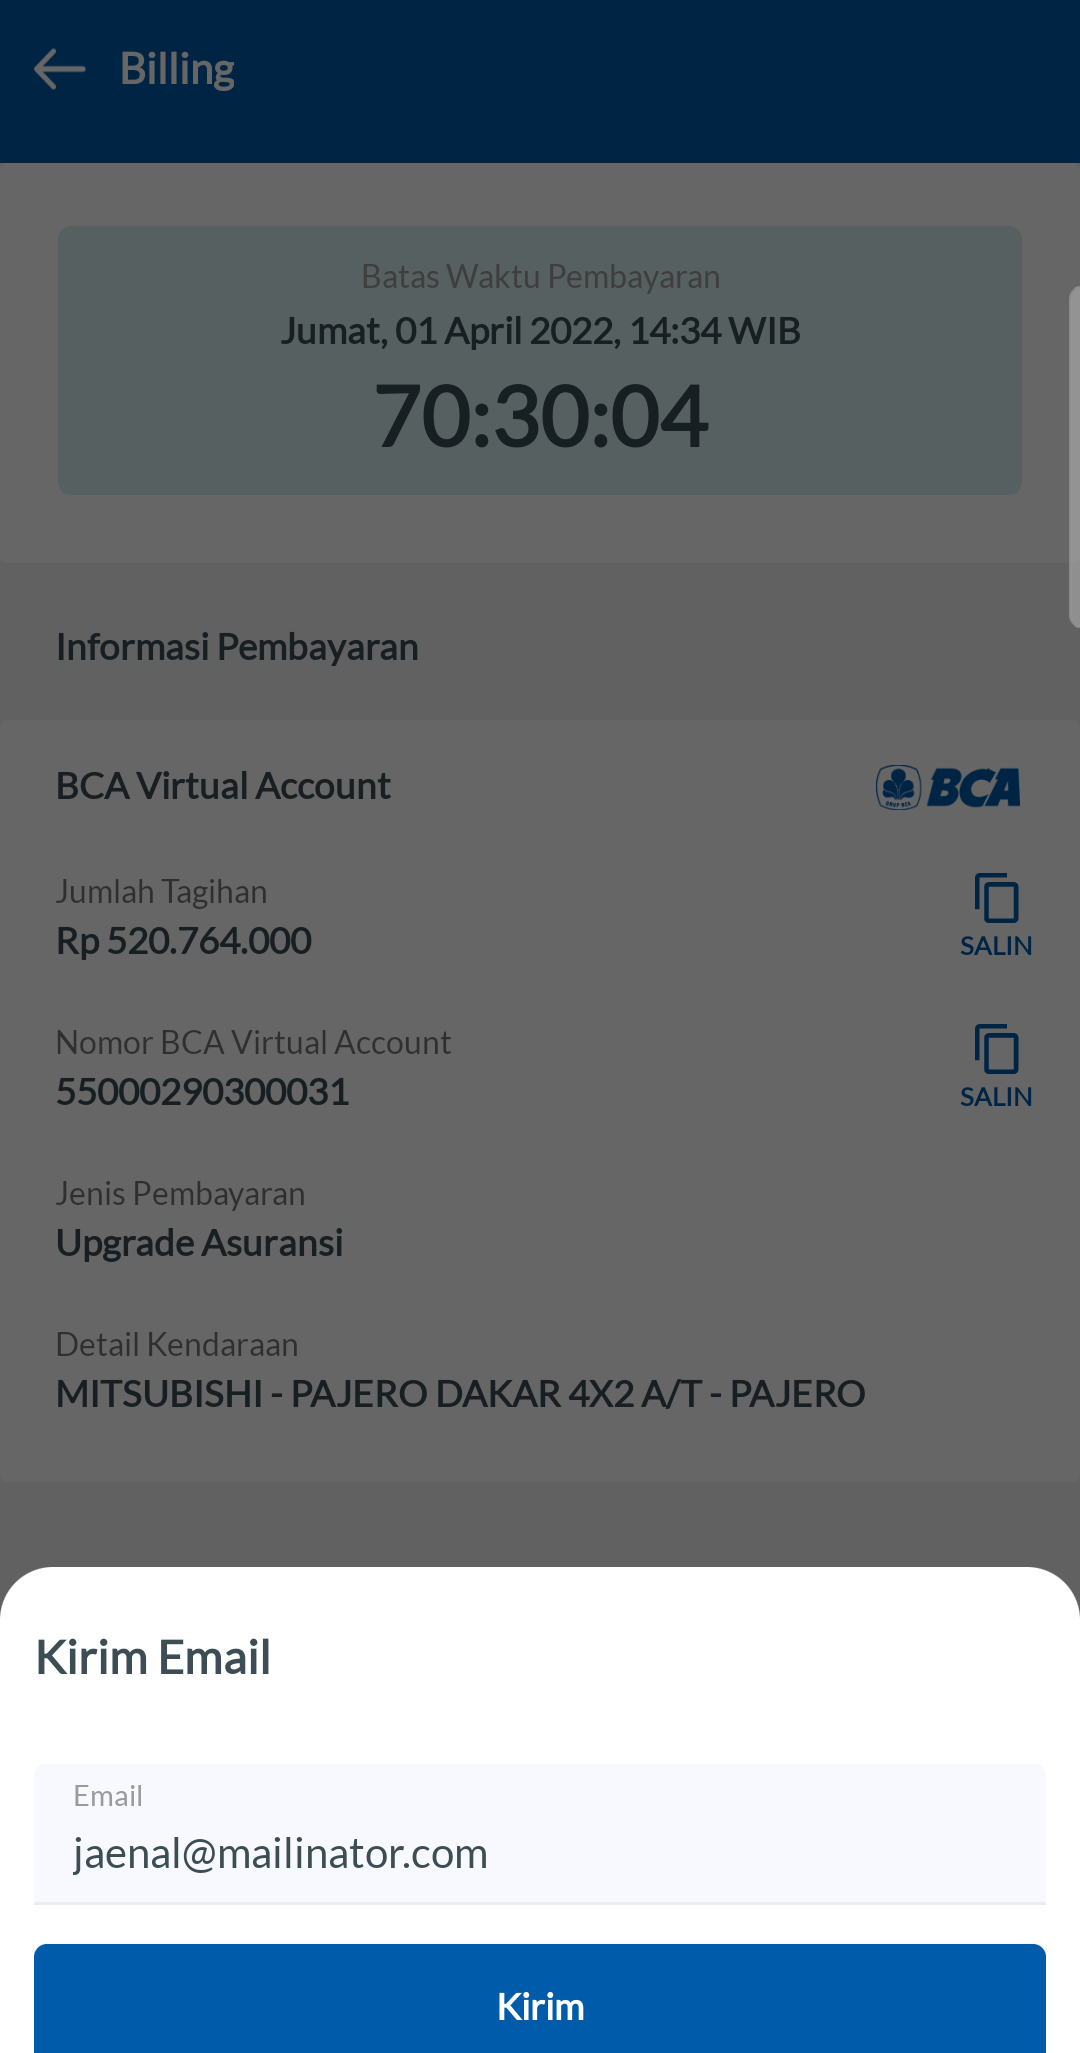 Billing
Batas Waktu Pembayaran
Jumat, 01 April 2022, 14:34 WIB
70:30:04
Informasi Pembayaran
BCA Virtual Account
GRUP BCA
BCA
Jumlah Tagihan
Rp 520.764.000
SALIN
Nomor BCA Virtual Account
55000290300031
SALIN
Jenis Pembayaran
Upgrade Asuransi
Detail Kendaraan
MITSUBISHI - PAJERO DAKAR 4X2 A/T - PAJERO
Kirim Email
Email
jaenal@mailinator.com
Kirim